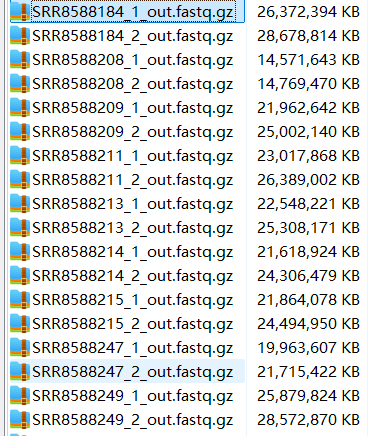 SRR8588184_1_out.fastq.gz 26,372,394 KB
SRR8588184_2_out.fastq.gz 28,678,814 KB
SRR8588208_1_out.fastq.gz 14,571,643 KB
SRR8588208_2_out.fastq.gz 14,769,470 KB
SRR8588209_1_out.fastq.gz 21,962,642 KB
SRR8588209_2_out.fastq.gz 25,002,140 KB
SRR8588211_1_out.fastq.gz 23,017,868 KB
SRR8588211_2_out.fastq.gz 26,389,002 KB
SRR8588213_1_out.fastq.gz 22,548,221 KB
SRR8588213_2_out.fastq.gz 25,308,171 KB
SRR8588214_1_out.fastq.gz 21,618,924 KB
SRR8588214_2_out.fastq.gz 24,306,479 KB
SRR8588215_1_out.fastq.gz 21,864,078 KB
SRR8588215_2_out.fastq.gz 24,494,950 KB
SRR8588247_1_out.fastq.gz 19,963,607 KB
SRR8588247_2_out.fastq.gz 21,715,422 KB
SRR8588249_1_out.fastq.gz 25,879,824 KB
SRR8588249_2_out.fastq.gz 28,572,870 KB